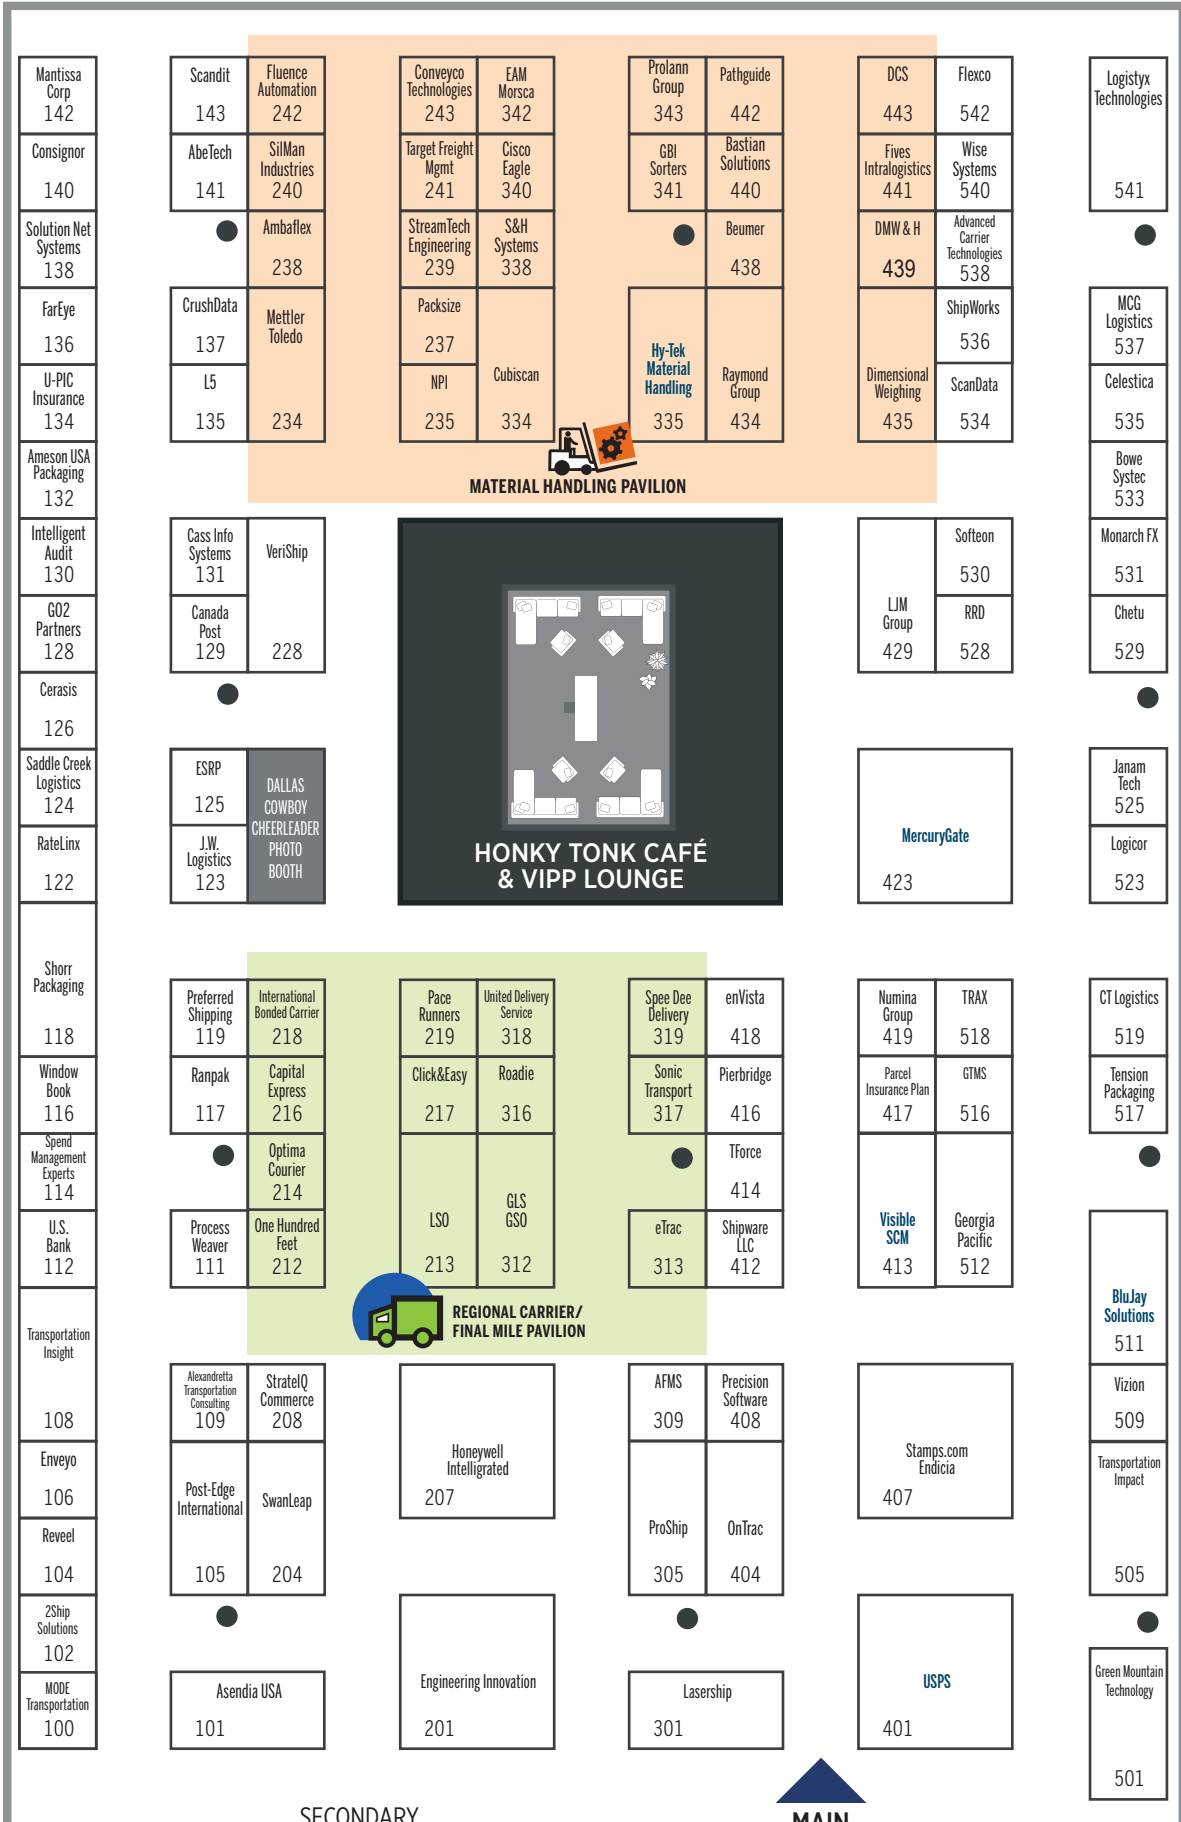 Mantissa
Corp
142
Scandit
143
Fluence
Automation
242
Conveyco
Technologies
243
EAM
Morsca
342
Prolann
Group
343
Pathguide
442
DCS
443
Flexco
542
Logistyx
Technologies
541
Consignor
140
AbeTech
141
SilMan
Industries
240
Target Freight
Mgmt
241
Cisco
Eagle
340
GBI
Sorters
341
Bastian
Solutions
440
Fives
Intralogistics
441
Wise
Systems
540
Solution Net
Systems
138
Ambaflex
238
StreamTech
Engineering
239
S&H
Systems
338
Beumer
438
DMW & H
439
Advanced
Carrier
Technologies
538
FarEye
136
CrushData
137
Mettler
Toledo
234
Packsize
237
Cubiscan
334
Hy-Tek
Material
Handling
335
Raymond
Group
434
Dimensional
Weighing
435
ShipWorks
536
MCG
Logistics
537
U-PIC
Insurance
134
L5
135
NPI
235
ScanData
534
Celestica
535
Ameson USA
Packaging
132
MATERIAL HANDLING PAVILION
Bowe
Systec
533
Intelligent
Audit
130
Cass Info
Systems
131
VeriShip
228
LJM
Group
429
Softeon
530
Monarch FX
531
GO2
Partners
128
Canada
Post
129
RRD
528
Chetu
529
Cerasis
126
Saddle Creek
Logistics
124
ESRP
125
DALLAS
COWBOY
CHEERLEADER
PHOTO
BOOTH
HONKY TONK CAFÉ
& VIPP LOUNGE
MercuryGate
423
Janam
Tech
525
RateLinx
122
J.W.
Logistics
123
Logicor
523
Shorr
Packaging
118
Preferred
Shipping
119
International
Bonded Carrier
218
Pace
Runners
219
United Delivery
Service
318
Spee Dee
Delivery
319
enVista
418
Numina
Group
419
TRAX
518
CT Logistics
519
Window
Book
116
Ranpak
117
Capital
Express
216
Click&Easy
217
Roadie
316
Sonic
Transport
317
Pierbridge
416
Parcel
Insurance Plan
417
GTMS
516
Tension
Packaging
517
Spend
Management
Experts
114
Optima
Courier
214
LSO
213
GLS
GSO
312
TForce
414
Visible
SCM
413
Georgia
Pacific
512
U.S.
Bank
112
Process
Weaver
111
One Hundred
Feet
212
eTrac
313
Shipware
LLC
412
BluJay
Solutions
511
REGIONAL CARRIER/
FINAL MILE PAVILION
Transportation
Insight
108
Alexandretta
Transportation
Consulting
109
StrateIQ
Commerce
208
Honeywell
Intelligrated
207
AFMS
309
Precision
Software
408
Stamps.com
Endicia
407
Vizion
509
Enveyo
106
Post-Edge
International
105
SwanLeap
204
ProShip
305
OnTrac
404
Transportation
Impact
505
Reveel
104
2Ship
Solutions
102
Engineering Innovation
201
USPS
401
MODE
Transportation
100
Asendia USA
101
Lasership
301
Green Mountain
Technology
501
SECONDARY
MAIN